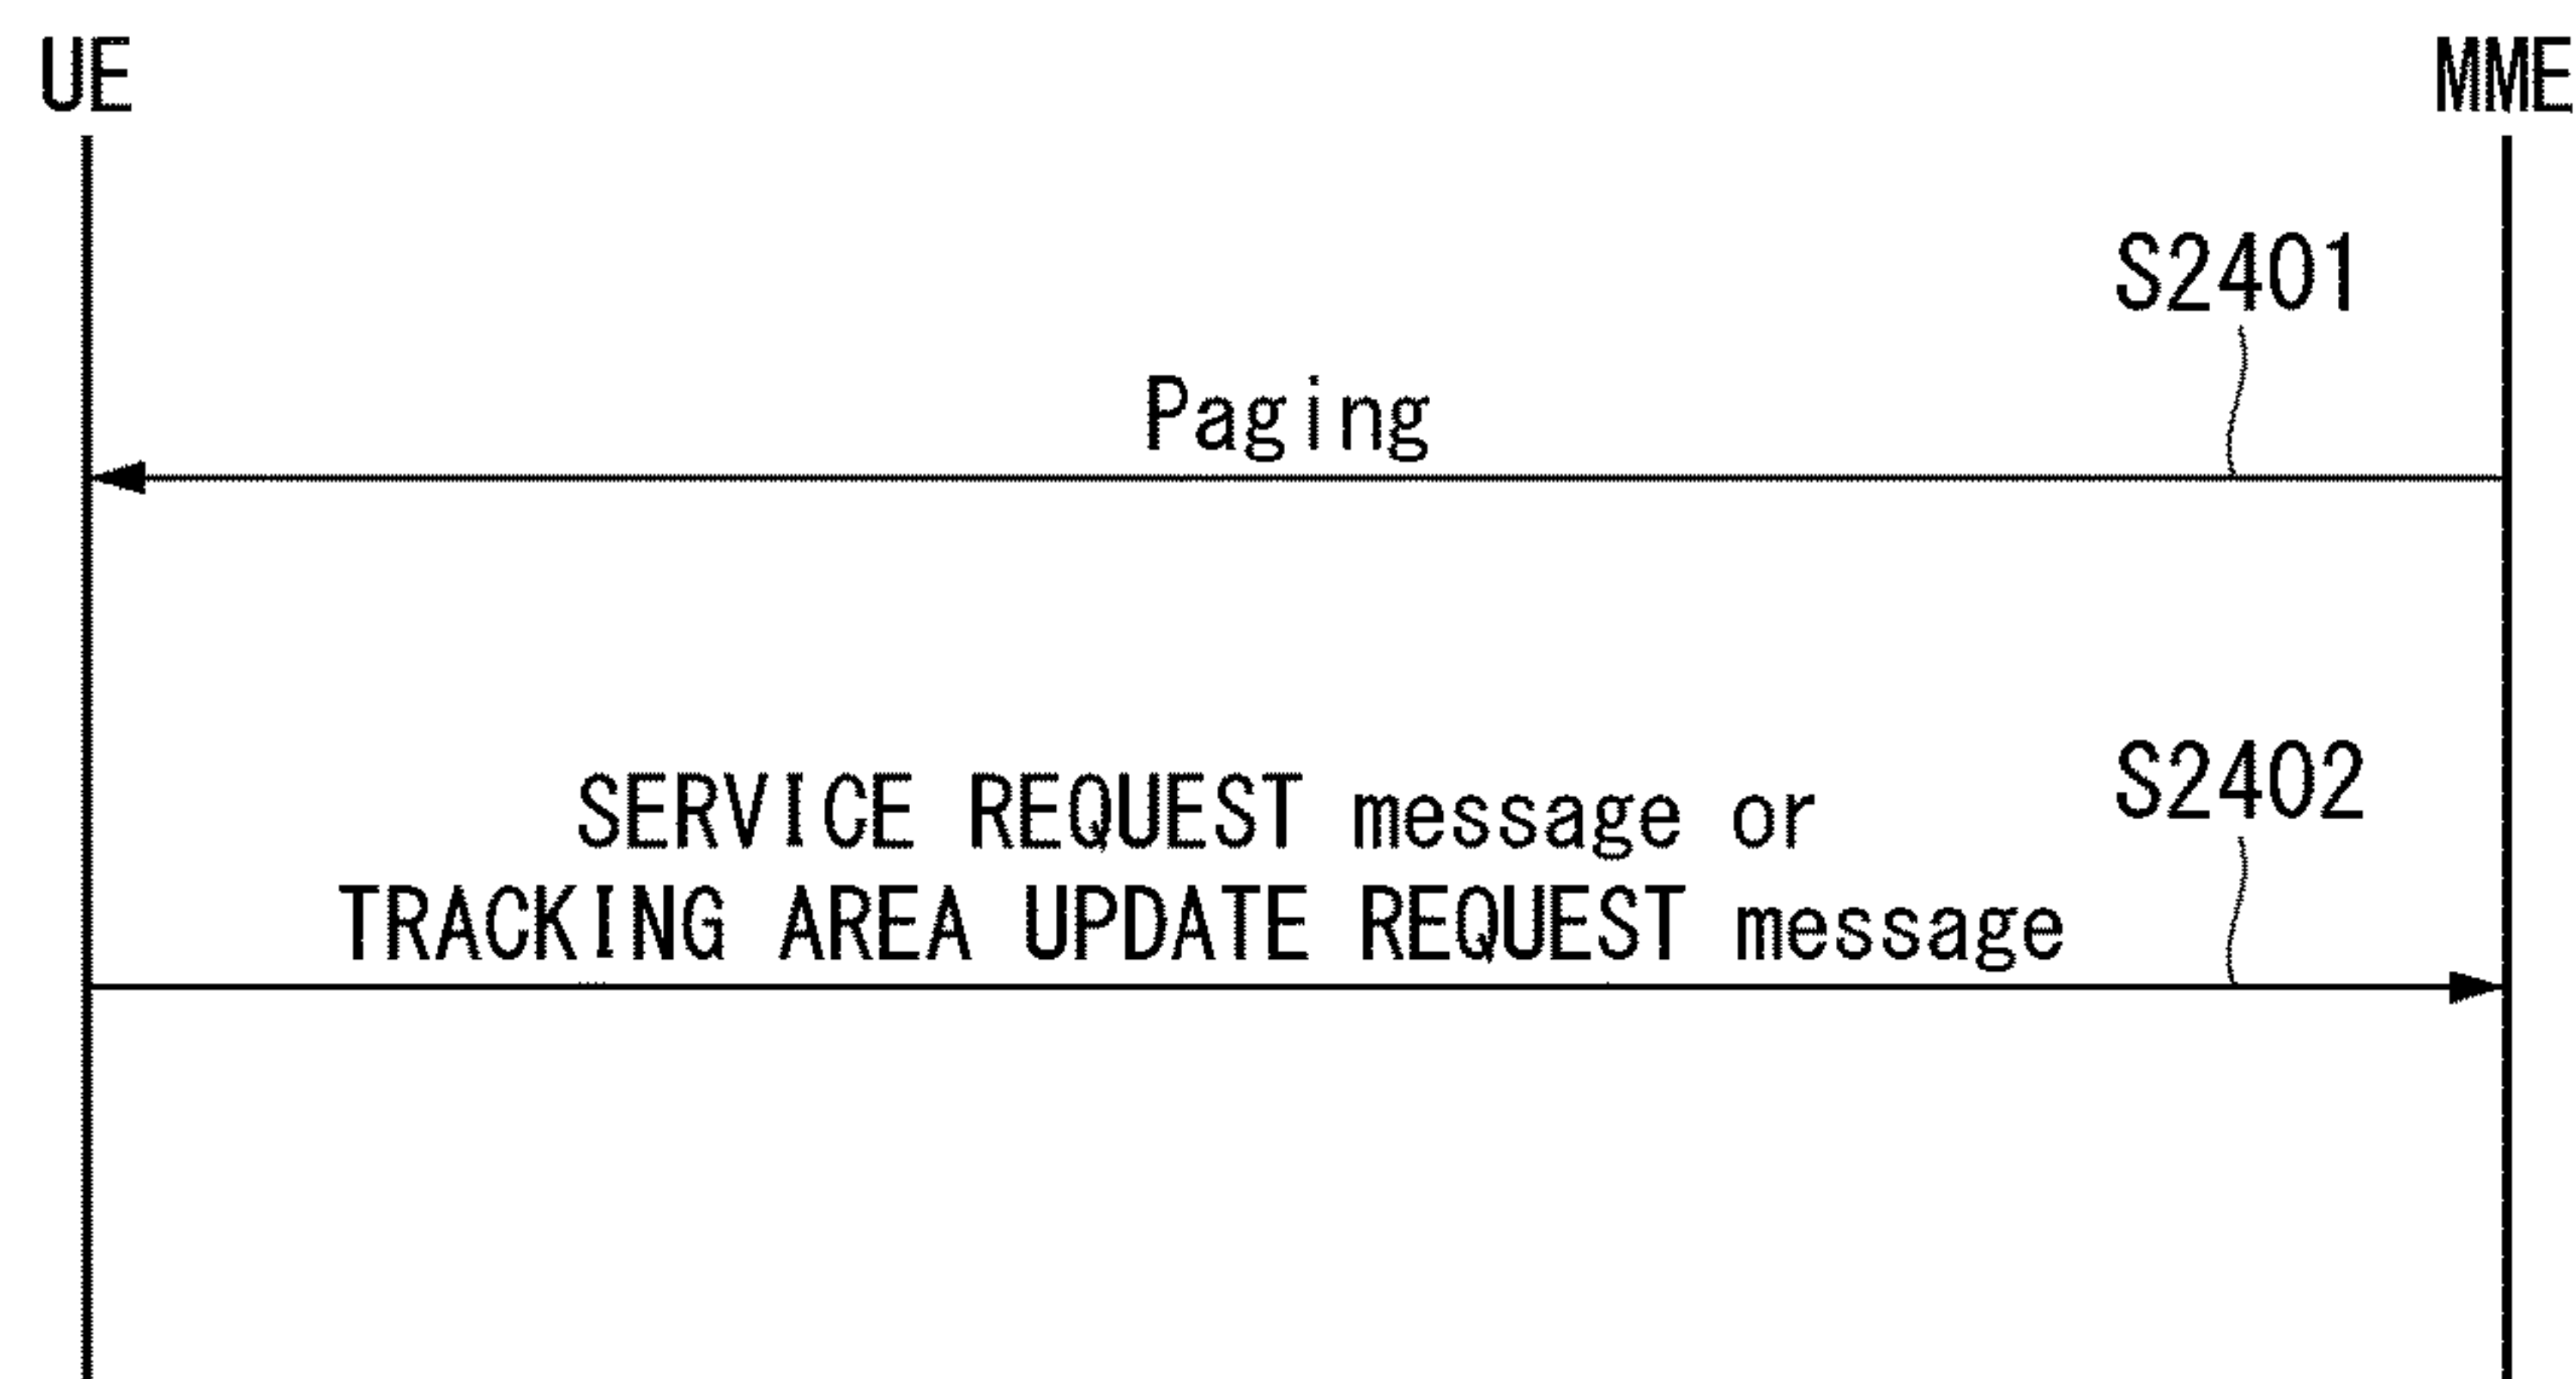 UE
MME
S2401
Paging
S2402
SERVICE REQUEST message or
TRACKING AREA UPDATE REQUEST message